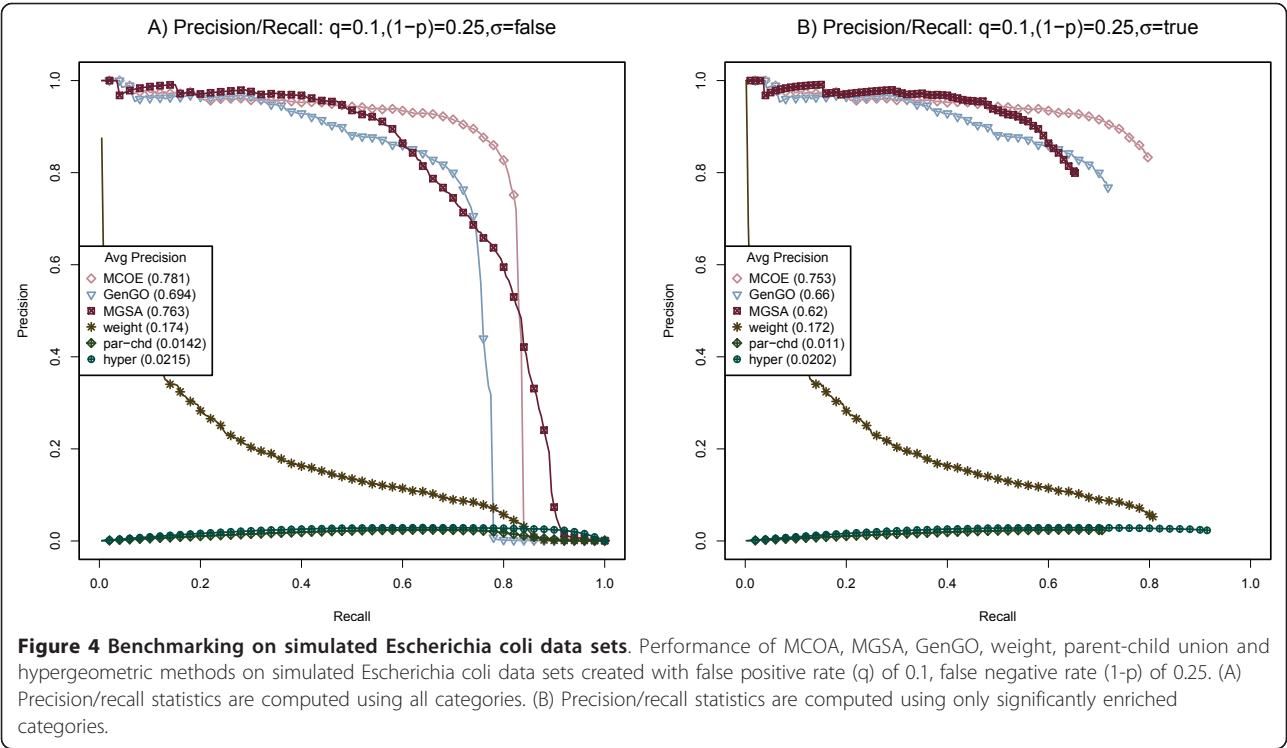 A) Precision/Recall: q=0.1,(1−p)=0.25,σ=false
1.0
0.8
0.6
0.4
0.2
0.0
Precision
Avg Precision
MCOE (0.781)
GenGO (0.694)
MGSA (0.763)
weight (0.174)
par−chd (0.0142)
hyper (0.0215)
0.0 0.2 0.4 0.6 0.8 1.0
Recall
B) Precision/Recall: q=0.1,(1−p)=0.25,σ=true
1.0
0.8
0.6
0.4
0.2
0.0
Precision
Avg Precision
MCOE (0.753)
GenGO (0.66)
MGSA (0.62)
weight (0.172)
par−chd (0.011)
hyper (0.0202)
0.0 0.2 0.4 0.6 0.8 1.0
Recall
Figure 4 Benchmarking on simulated Escherichia coli data sets. Performance of MCOA, MGSA, GenGO, weight, parent-child union and
hypergeometric methods on simulated Escherichia coli data sets created with false positive rate (q) of 0.1, false negative rate (1-p) of 0.25. (A)
Precision/recall statistics are computed using all categories. (B) Precision/recall statistics are computed using only significantly enriched
categories.